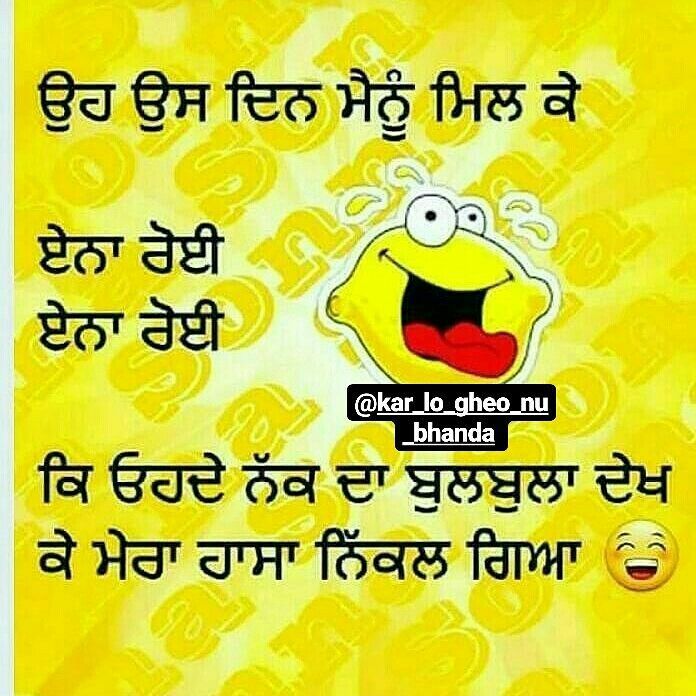 ਉਹ ਉਸ ਦਿਨ ਮੈਨੂੰ ਮਿਲ ਕੇ
ਏਨਾ ਰੋਈ
ਏਨਾ ਰੋਈ
@kar_lo_gheo_nu
_bhanda
ਕਿ ਓਹਦੇ ਨੱਕ ਦਾ ਬੁਲਬੁਲਾ ਦੇਖ
ਕੇ ਮੇਰਾ ਹਾਸਾ ਨਿੱਕਲ ਗਿਆ 😄